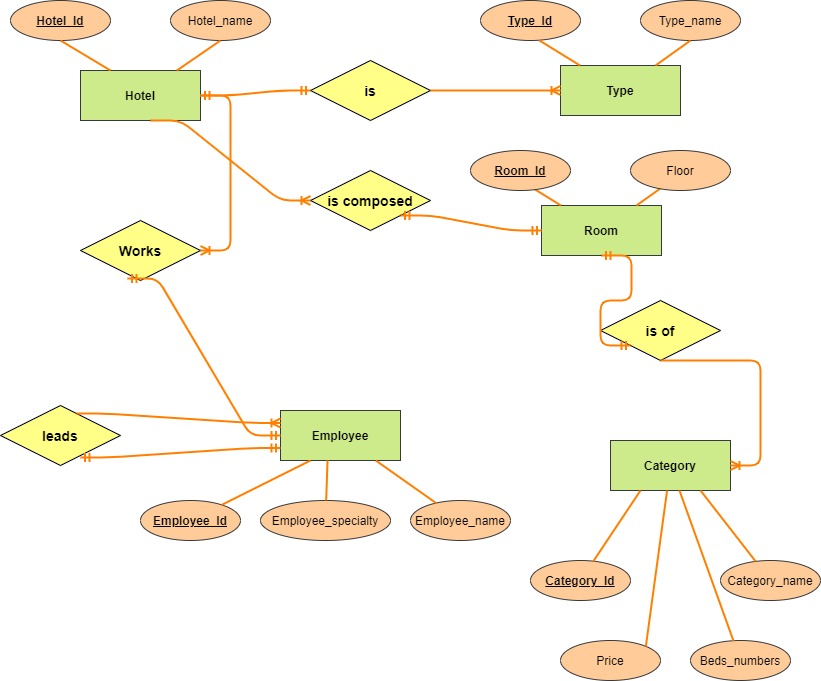 Hotel_Id
Hotel_name
Type_Id
Type_name
Hotel
is
Type
Room_Id
Floor
is composed
Room
Works
is of
leads
Employee
Category
Employee_Id
Employee_specialty
Employee_name
Category_Id
Category_name
Price
Beds_numbers